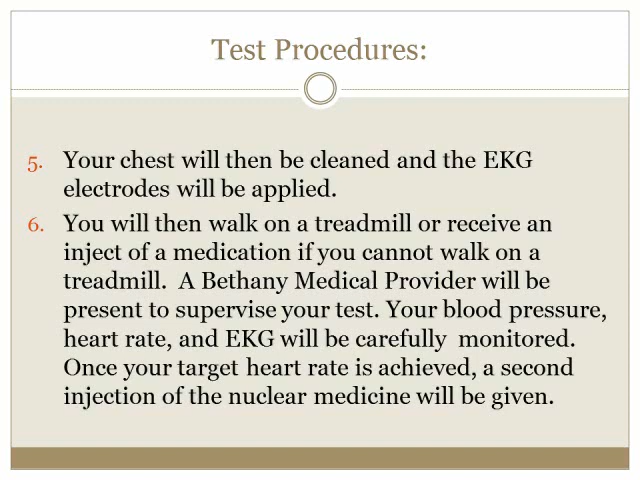 Test Procedures:
5. Your chest will then be cleaned and the EKG
electrodes will be applied.
6. You will then walk on a treadmill or receive an
inject of a medication if you cannot walk on a
treadmill.  A Bethany Medical Provider will be
present to supervise your test. Your blood pressure,
heart rate, and EKG will be carefully  monitored.
Once your target heart rate is achieved, a second
injection of the nuclear medicine will be given.